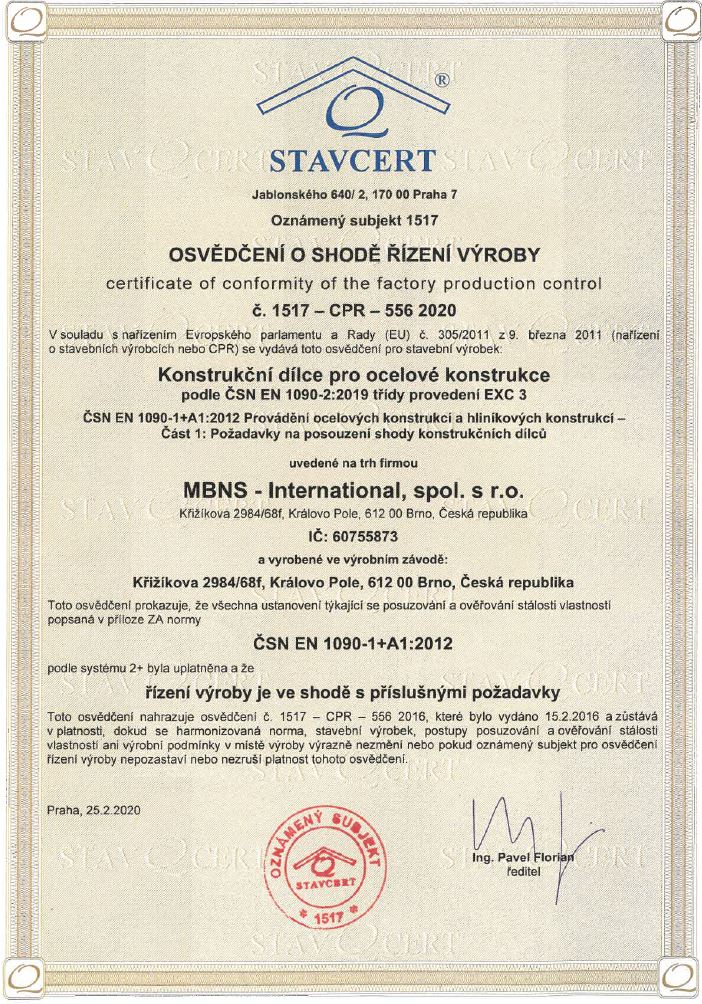 STAVCERT
®
Jablonského 640/ 2, 170 00 Praha 7
Oznámený subjekt 1517
OSVĚDČENÍ O SHODĚ ŘÍZENÍ VÝROBY
certificate of conformity of the factory production control
č. 1517 – CPR – 556 2020
V souladu s nařízením Evropského parlamentu a Rady (EU) č. 305/2011 z 9. března 2011 (nařízení
o stavebních výrobcích nebo CPR) se vydává toto osvědčení pro stavební výrobek:
Konstrukční dílce pro ocelové konstrukce
podle ČSN EN 1090-2:2019 třídy provedení EXC 3
ČSN EN 1090-1+A1:2012 Provádění ocelových konstrukcí a hliníkových konstrukcí –
Část 1: Požadavky na posouzení shody konstrukčních dílců
uvedené na trh firmou
MBNS - International, spol. s r.o.
Křižíkova 2984/68f, Královo Pole, 612 00 Brno, Česká republika
IČ: 60755873
a vyrobené ve výrobním závodě:
Křižíkova 2984/68f, Královo Pole, 612 00 Brno, Česká republika
Toto osvědčení prokazuje, že všechna ustanovení týkající se posuzování a ověřování stálosti vlastností
popsaná v příloze ZA normy
ČSN EN 1090-1+A1:2012
podle systému 2+ byla uplatněna a že
řízení výroby je ve shodě s příslušnými požadavky
Toto osvědčení nahrazuje osvědčení č. 1517 – CPR – 556 2016, které bylo vydáno 15.2.2016 a zůstává
v platnosti, dokud se harmonizovaná norma, stavební výrobek, postupy posuzování a ověřování stálosti
vlastností ani výrobní podmínky v místě výroby výrazně nezmění nebo pokud oznámený subjekt pro osvědčení
řízení výroby nepozastaví nebo nezruší platnost tohoto osvědčení.
Praha, 25.2.2020
OZNÁMENÝ SUBJEKT
STAVCERT
* 1517 *
Ing. Pavel Florian
ředitel